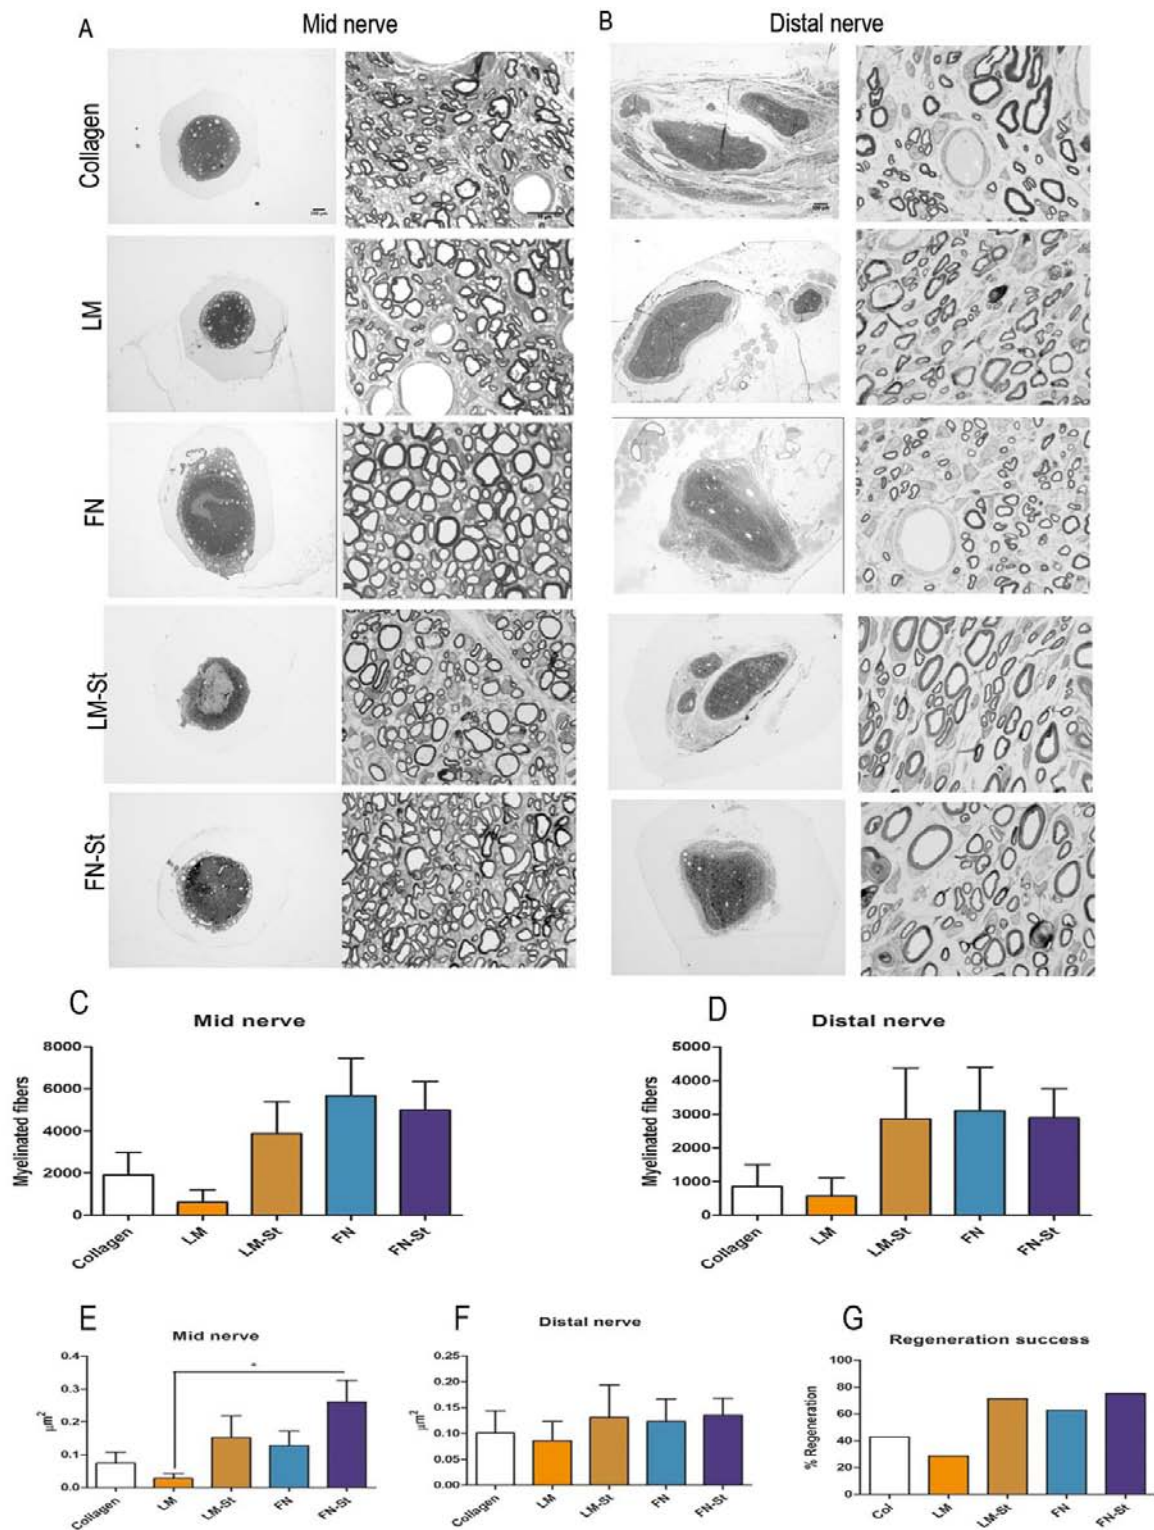 A
Mid nerve
B
Distal nerve
Collagen
LM
FN
LM-St
FN-St
C
Mid nerve
Myelinated fibers
8000
6000
4000
2000
0
Collagen
LM
LM-St
FN
FN-St
D
Distal nerve
Myelinated fibers
5000
4000
3000
2000
1000
0
Collagen
LM
LM-St
FN
FN-St
E
Mid nerve
µm²
0.4
0.3
0.2
0.1
0.0
*
Collagen
LM
LM-St
FN
FN-St
F
Distal nerve
µm²
0.25
0.20
0.15
0.10
0.05
0.00
Collagen
LM
LM-St
FN
FN-St
G
Regeneration success
% Regeneration
100
80
60
40
20
0
Col
LM
LM-St
FN
FN-St